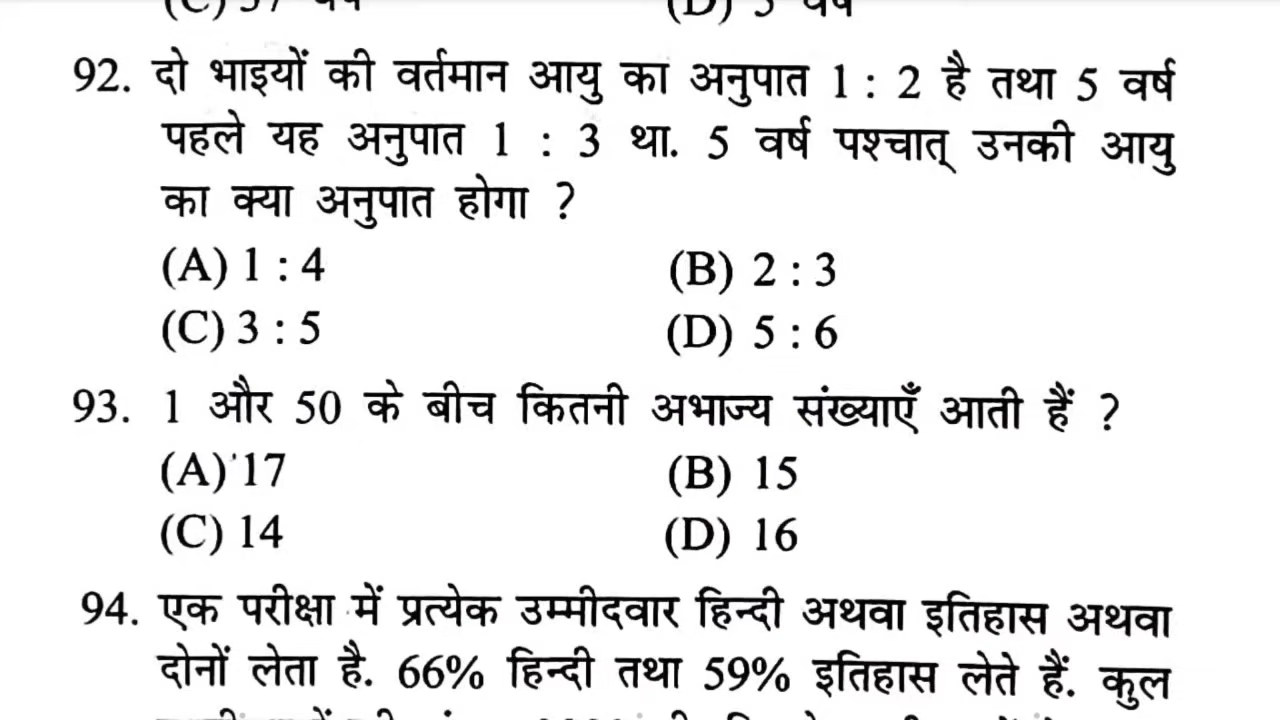 92. दो भाइयों की वर्तमान आयु का अनुपात 1 : 2 है तथा 5 वर्ष
पहले यह अनुपात 1 : 3 था. 5 वर्ष पश्चात् उनकी आयु
का क्या अनुपात होगा ?
(A) 1 : 4 (B) 2 : 3
(C) 3 : 5 (D) 5 : 6
93. 1 और 50 के बीच कितनी अभाज्य संख्याएँ आती हैं ?
(A) 17 (B) 15
(C) 14 (D) 16
94. एक परीक्षा में प्रत्येक उम्मीदवार हिन्दी अथवा इतिहास अथवा
दोनों लेता है. 66% हिन्दी तथा 59% इतिहास लेते हैं. कुल